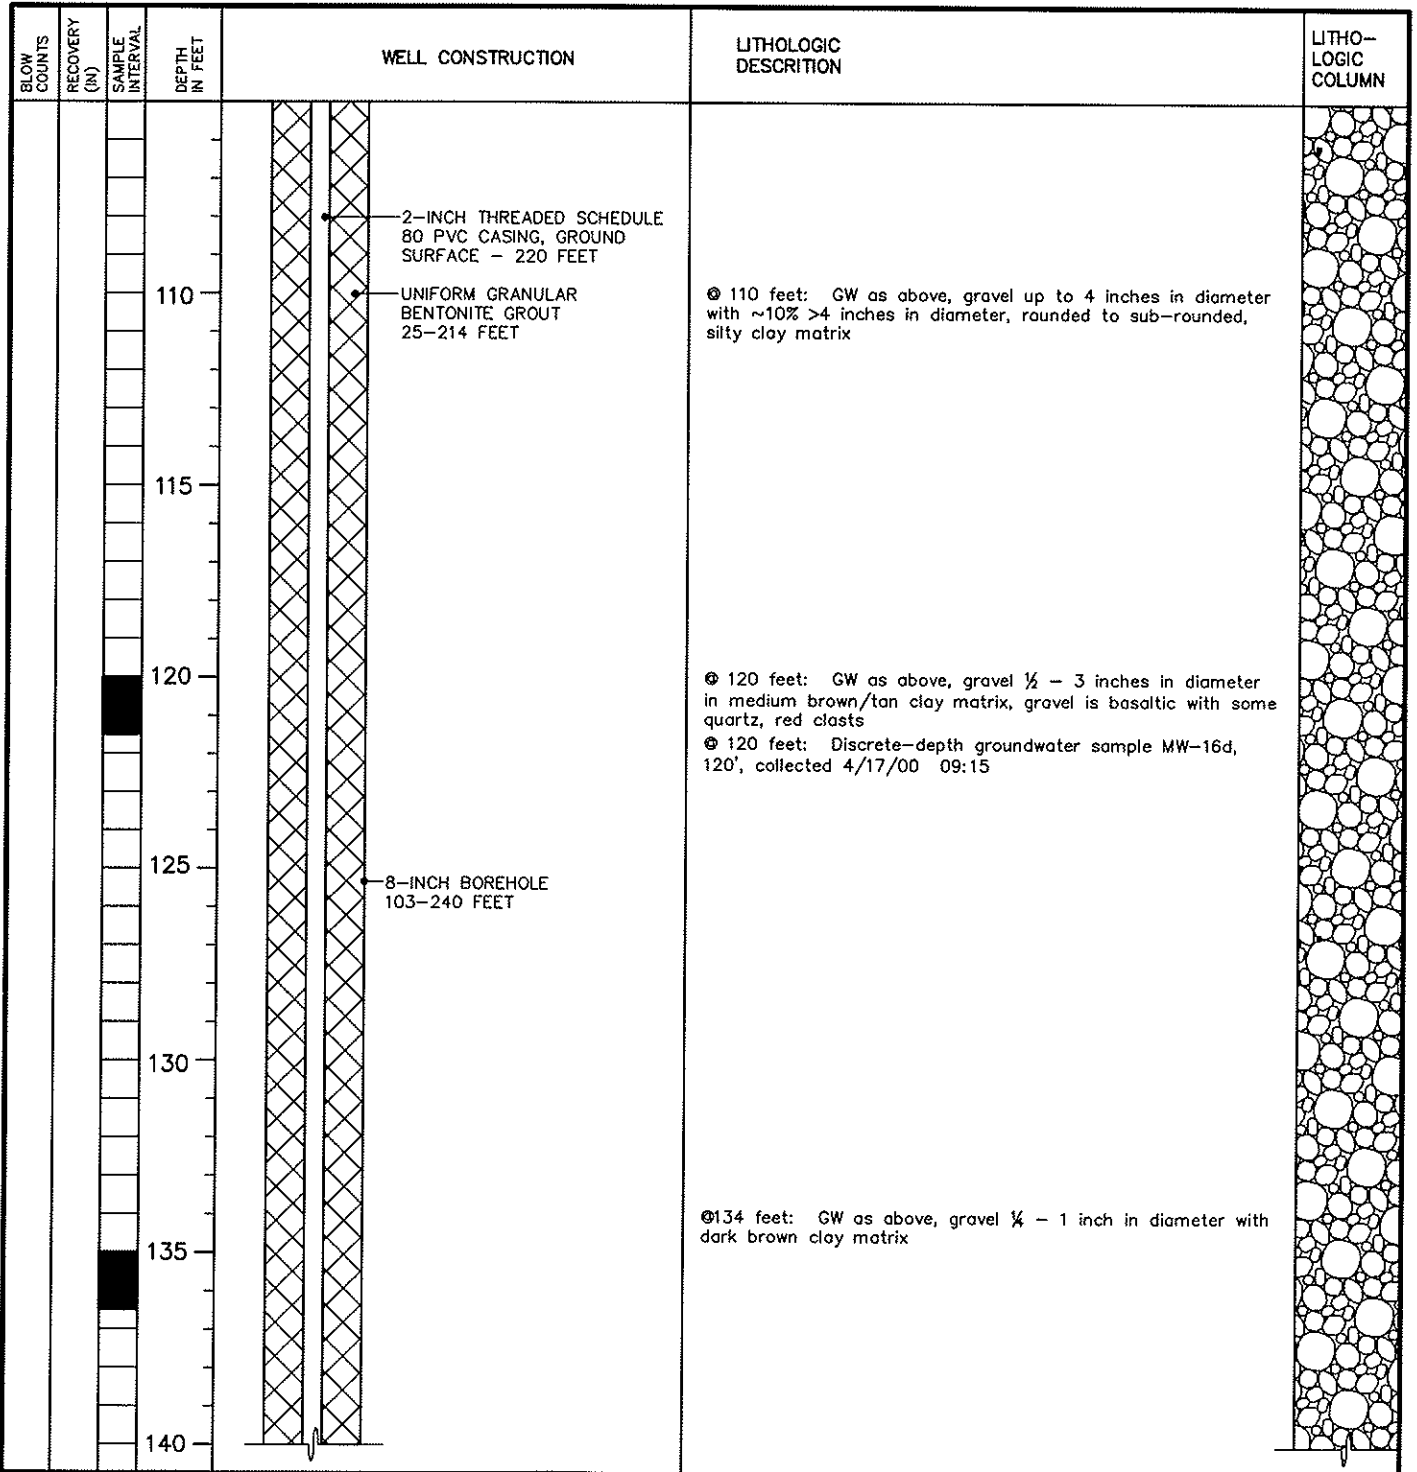 BLOW
COUNTS
RECOVERY
(IN)
SAMPLE
INTERVAL
DEPTH
IN FEET
WELL CONSTRUCTION
LITHOLOGIC
DESCRITION
LITHO-
LOGIC
COLUMN
2-INCH THREADED SCHEDULE
80 PVC CASING, GROUND
SURFACE - 220 FEET
110
UNIFORM GRANULAR
BENTONITE GROUT
25-214 FEET
@ 110 feet: GW as above, gravel up to 4 inches in diameter
with ~10% >4 inches in diameter, rounded to sub-rounded,
silty clay matrix
115
120
@ 120 feet: GW as above, gravel ½ - 3 inches in diameter
in medium brown/tan clay matrix, gravel is basaltic with some
quartz, red clasts
@ 120 feet: Discrete-depth groundwater sample MW-16d,
120', collected 4/17/00 09:15
125
8-INCH BOREHOLE
103-240 FEET
130
@134 feet: GW as above, gravel ¼ - 1 inch in diameter with
dark brown clay matrix
135
140